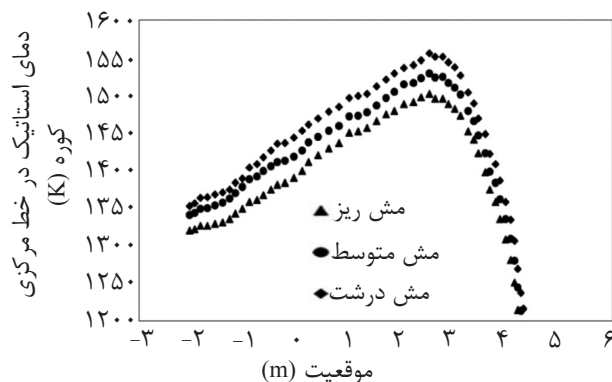 دمای استاتیک در خط مرکزی
کوره (K)
۱۶۰۰
۱۵۵۰
۱۵۰۰
۱۴۵۰
۱۴۰۰
۱۳۵۰
۱۳۰۰
۱۲۵۰
۱۲۰۰
مش ریز
مش متوسط
مش درشت
−۳ −۲ −۱ ۰ ۱ ۲ ۳ ۴ ۵ ۶
موقعیت (m)